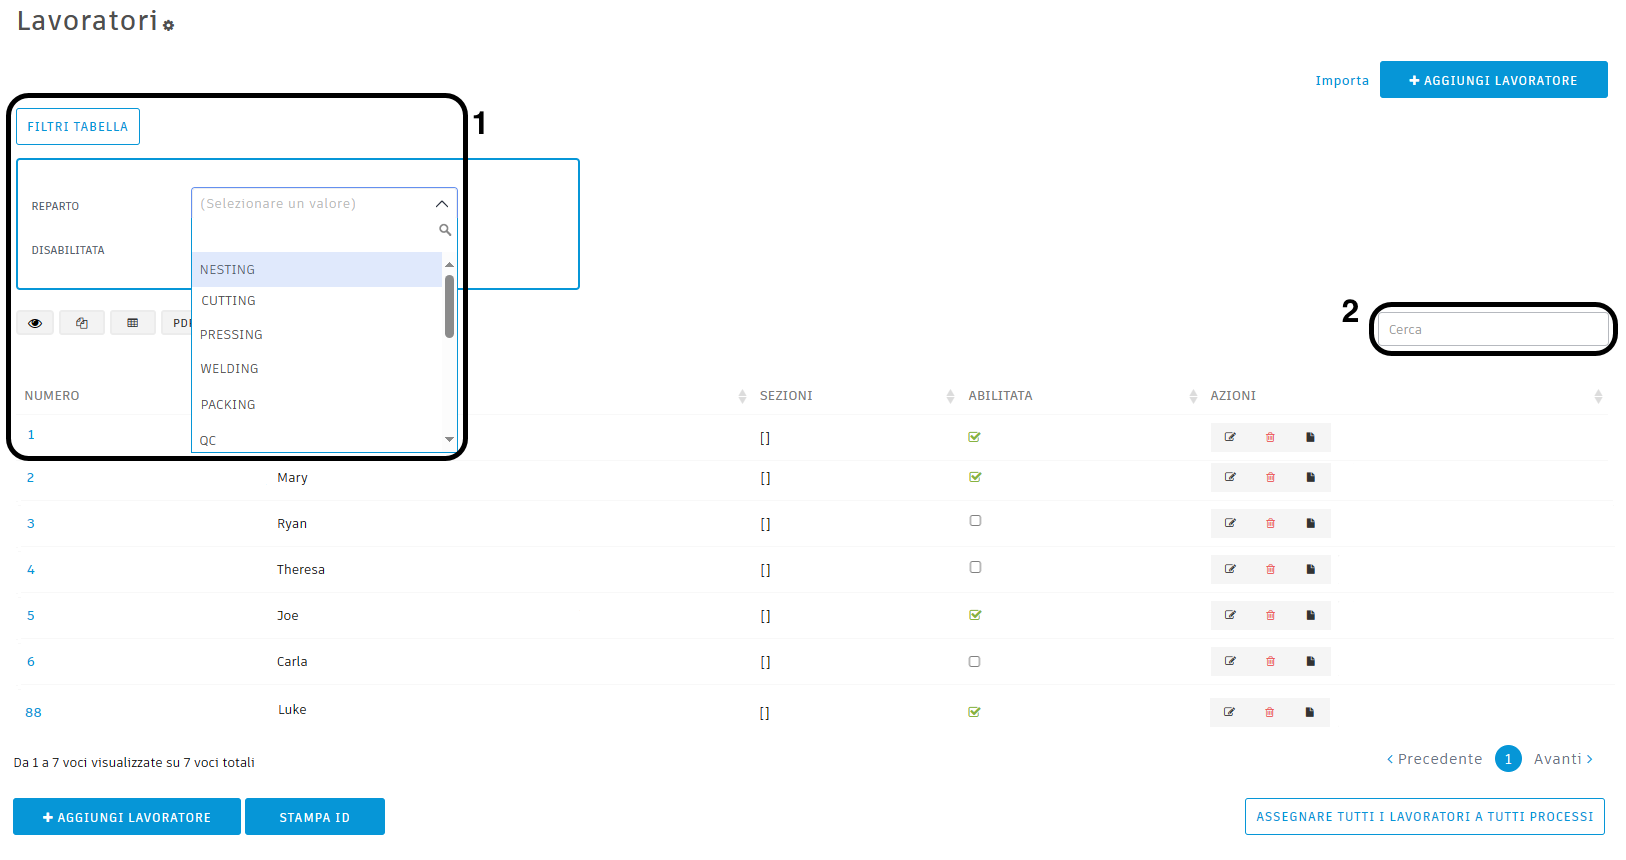 Lavoratori
Importa
AGGIUNGI LAVORATORE
1
FILTRI TABELLA
REPARTO
(Selezionare un valore)
DISABILITATA
NESTING
CUTTING
PRESSING
WELDING
PACKING
QC
PDF
2
Cerca
NUMERO SEZIONI ABILITATA AZIONI
1 []
2 Mary []
3 Ryan []
4 Theresa []
5 Joe []
6 Carla []
88 Luke []
Da 1 a 7 voci visualizzate su 7 voci totali
Precedente 1 Avanti
AGGIUNGI LAVORATORE
STAMPA ID
ASSEGNARE TUTTI I LAVORATORI A TUTTI PROCESSI